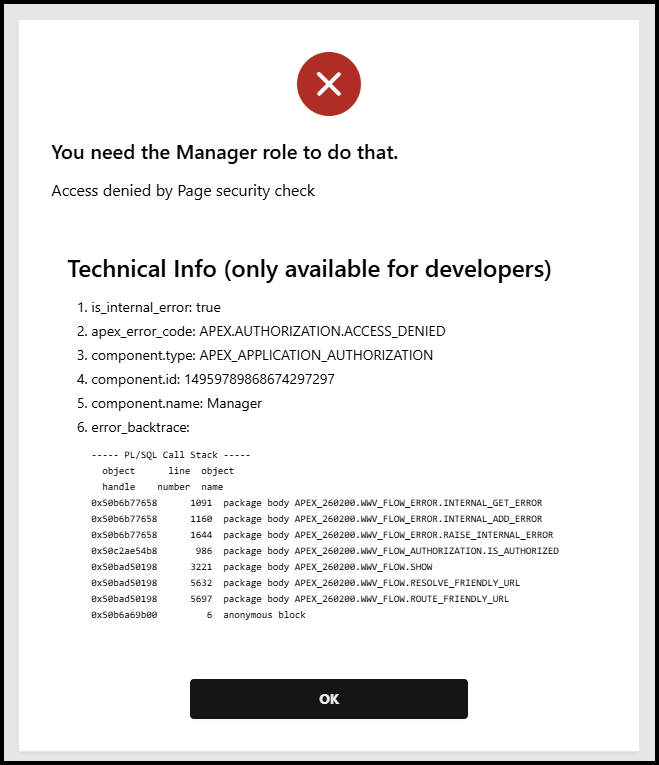 You need the Manager role to do that.
Access denied by Page security check
Technical Info (only available for developers)
1. is_internal_error: true
2. apex_error_code: APEX.AUTHORIZATION.ACCESS_DENIED
3. component.type: APEX_APPLICATION_AUTHORIZATION
4. component.id: 14959789868674297297
5. component.name: Manager
6. error_backtrace:
----- PL/SQL Call Stack -----
object line object
handle number name
0x50b6b77658 1091 package body APEX_260200.WWV_FLOW_ERROR.INTERNAL_GET_ERROR
0x50b6b77658 1160 package body APEX_260200.WWV_FLOW_ERROR.INTERNAL_ADD_ERROR
0x50b6b77658 1644 package body APEX_260200.WWV_FLOW_ERROR.RAISE_INTERNAL_ERROR
0x50c2ae54b8 986 package body APEX_260200.WWV_FLOW_AUTHORIZATION.IS_AUTHORIZED
0x50bad50198 3221 package body APEX_260200.WWV_FLOW.SHOW
0x50bad50198 5632 package body APEX_260200.WWV_FLOW.RESOLVE_FRIENDLY_URL
0x50bad50198 5697 package body APEX_260200.WWV_FLOW.ROUTE_FRIENDLY_URL
0x50b6a69b00 6 anonymous block
OK